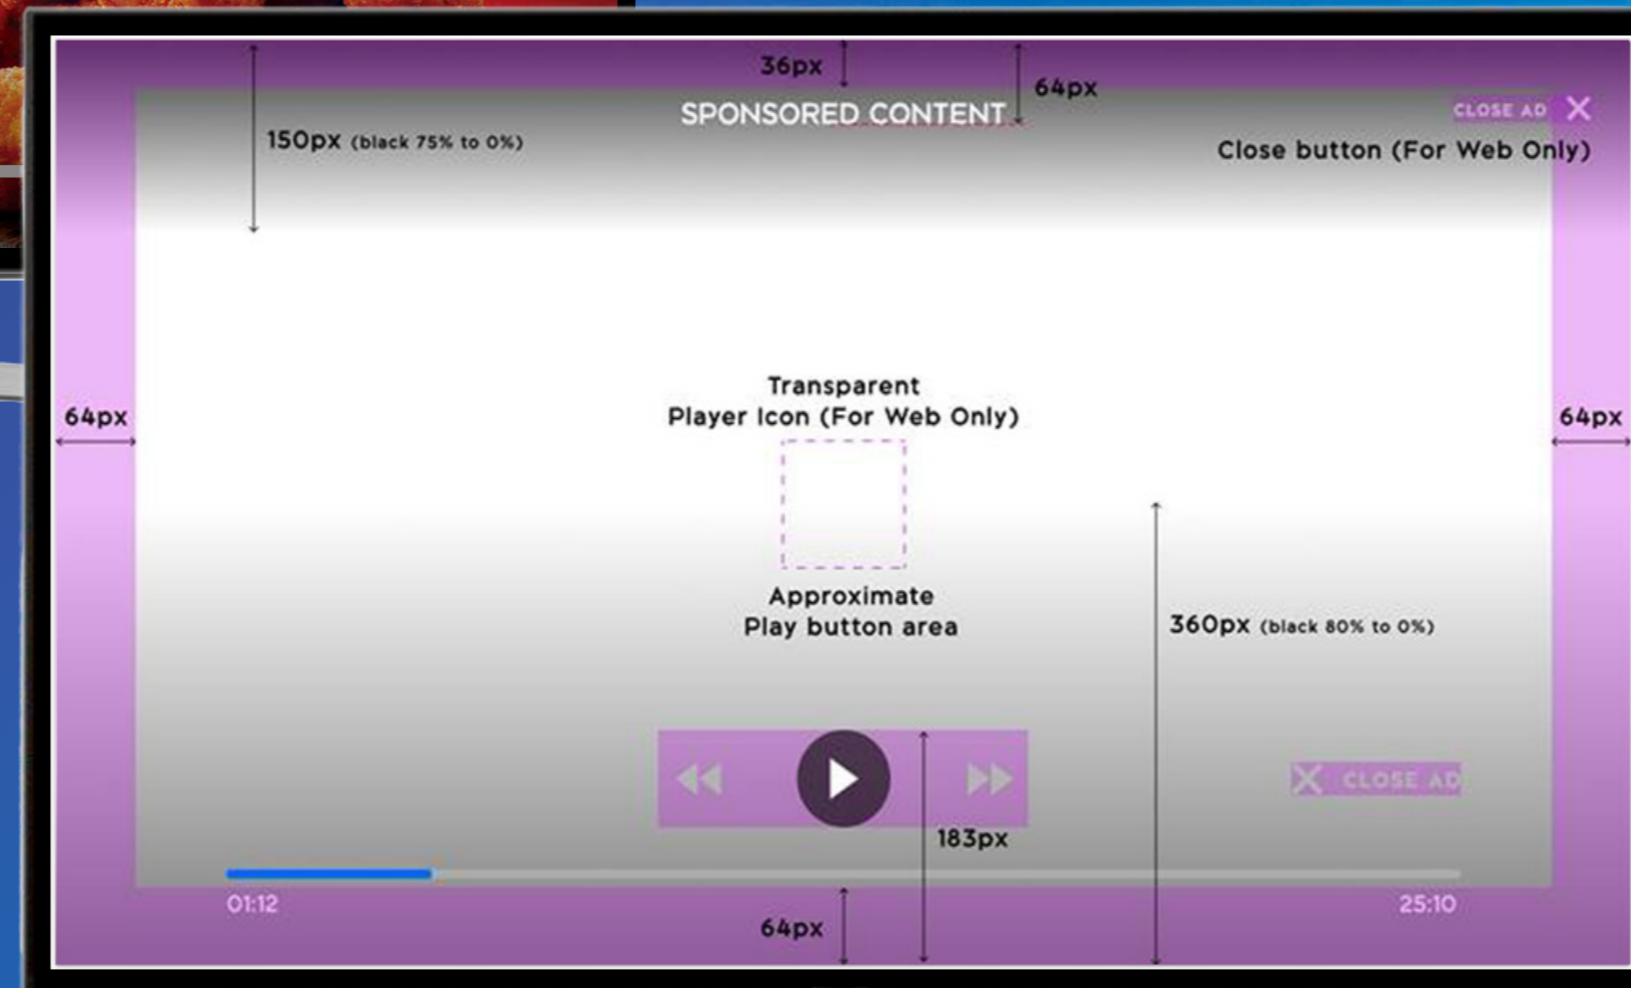 36px
64px
SPONSORED CONTENT
CLOSE AD
150px (black 75% to 0%)
Close button (For Web Only)
Transparent
Player Icon (For Web Only)
64px
64px
Approximate
Play button area
360px (black 80% to 0%)
CLOSE AD
183px
01:12
25:10
64px